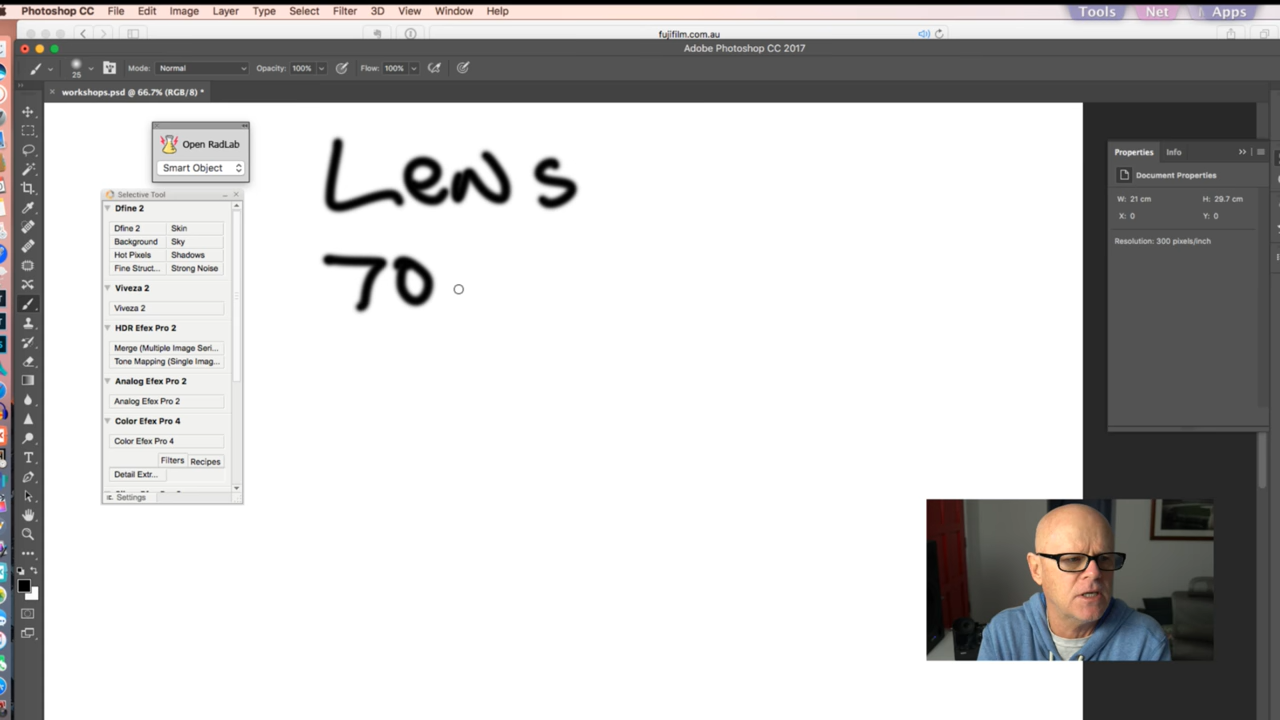 Photoshop CC File Edit Image Layer Type Select Filter 3D View Window Help Tools Net Apps
fujifilm.com.au
Adobe Photoshop CC 2017
25 Mode: Normal Opacity: 100% Flow: 100%
workshops.psd @ 66.7% (RGB/8) *
Open RadLab
Smart Object
Selective Tool
Dfine 2
Dfine 2 Skin
Background Sky
Hot Pixels Shadows
Fine Struct... Strong Noise
Viveza 2
Viveza 2
HDR Efex Pro 2
Merge (Multiple Image Seri...
Tone Mapping (Single Imag...
Analog Efex Pro 2
Analog Efex Pro 2
Color Efex Pro 4
Color Efex Pro 4
Filters Recipes
Detail Extr...
Settings
Lens
70
Properties Info
Document Properties
W: 21 cm H: 29.7 cm
X: 0 Y: 0
Resolution: 300 pixels/inch